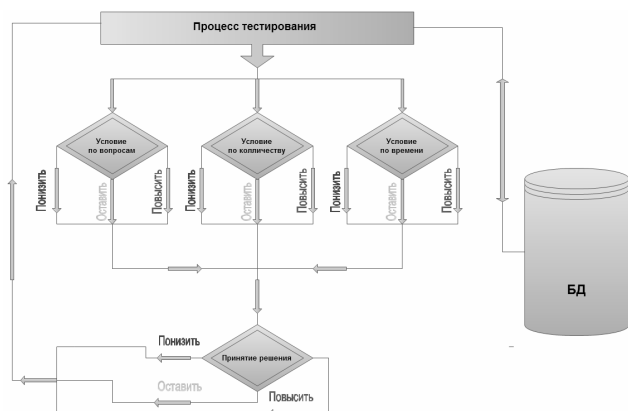 Процесс тестирования
Условие
по вопросам
Условие
по колличеству
Условие
по времени
Понизить
Оставить
Повысить
Понизить
Оставить
Повысить
Понизить
Оставить
Повысить
БД
Понизить
Принятие решения
Оставить
Повысить